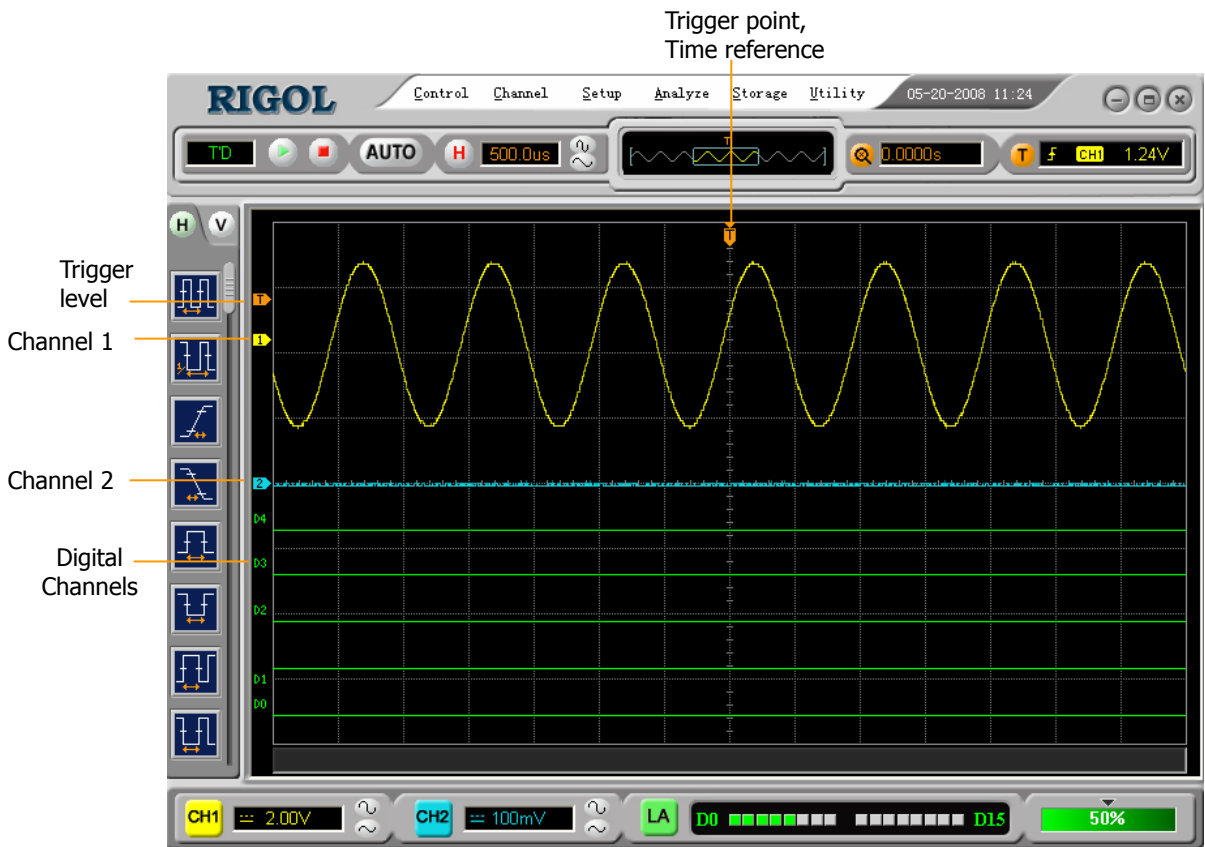 Trigger point,
Time reference
RIGOL
Control Channel Setup Analyze Storage Utility 05-20-2008 11:24
T'D AUTO H 500.0us T 0.0000s T CH1 1.24V
H V
T
Trigger
level
T
Channel 1
1
1/
Channel 2
2
D4
Digital
Channels
D3
D2
D1
D0
CH1 2.00V CH2 100mV LA D0 D15 50%